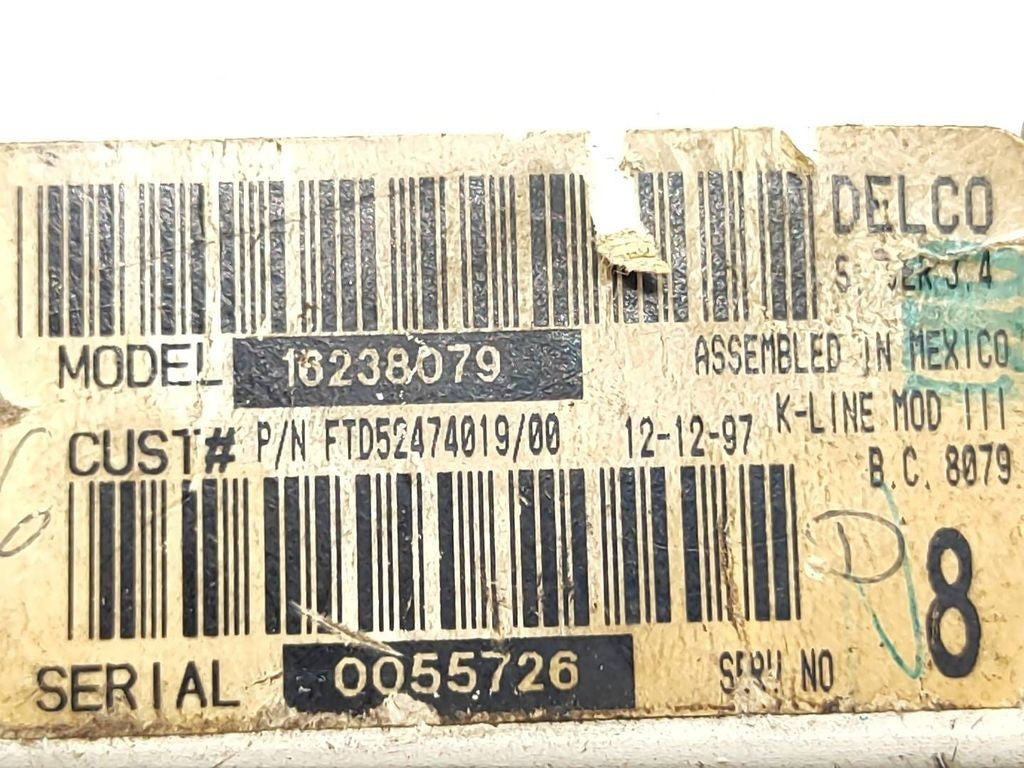 DELCO
MODEL 16238079
ASSEMBLED IN MEXICO
K-LINE MOD III
CUST# P/N FTD52474019/00 12-12-97
B.C. 8079
D
8
SERIAL 0055726
NO